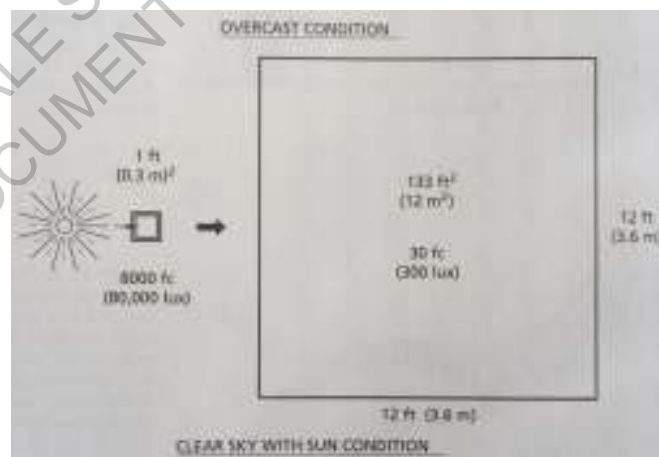 OVERCAST CONDITION
1 ft
(0.3 m)²
8000 fc
(80,000 lux)
133 ft²
(12 m²)
30 fc
(300 lux)
12 ft
(3.6 m)
12 ft (3.6 m)
CLEAR SKY WITH SUN CONDITION